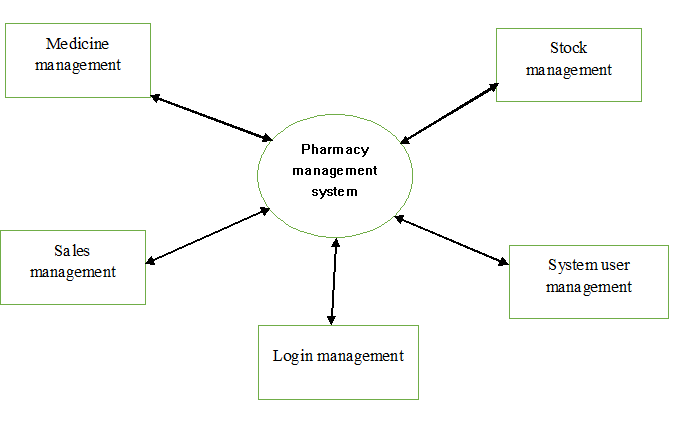 Medicine
management
Stock
management
Pharmacy
management
system
Sales
management
System user
management
Login management